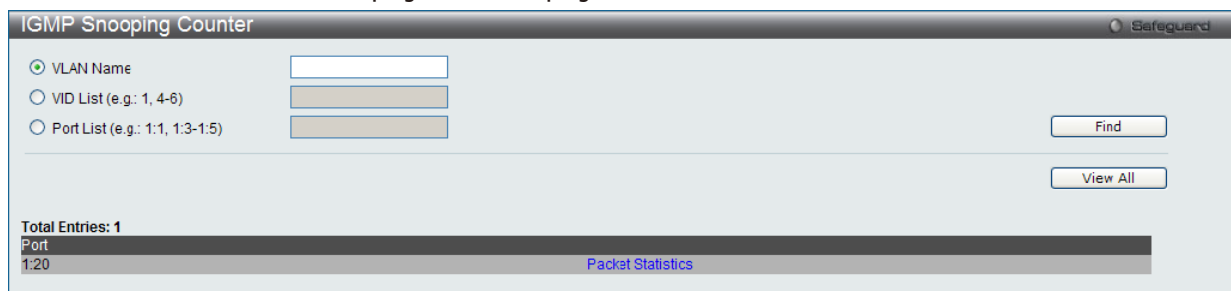 IGMP Snooping Counter
Safeguard
VLAN Name
VID List (e.g.: 1, 4-6)
Port List (e.g.: 1:1, 1:3-1:5)
Find
View All
Total Entries: 1
Port
1:20 Packet Statistics